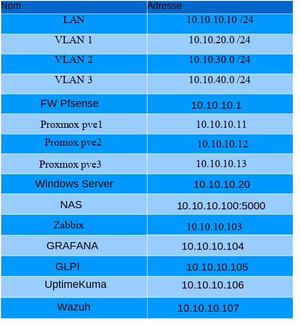 Nom Adresse
LAN 10.10.10.10 /24
VLAN 1 10.10.20.0 /24
VLAN 2 10.10.30.0 /24
VLAN 3 10.10.40.0 /24
FW Pfsense 10.10.10.1
Proxmox pve1 10.10.10.11
Promox pve2 10.10.10.12
Proxmox pve3 10.10.10.13
Windows Server 10.10.10.20
NAS 10.10.10.100:5000
Zabbix 10.10.10.103
GRAFANA 10.10.10.104
GLPI 10.10.10.105
UptimeKuma 10.10.10.106
Wazuh 10.10.10.107